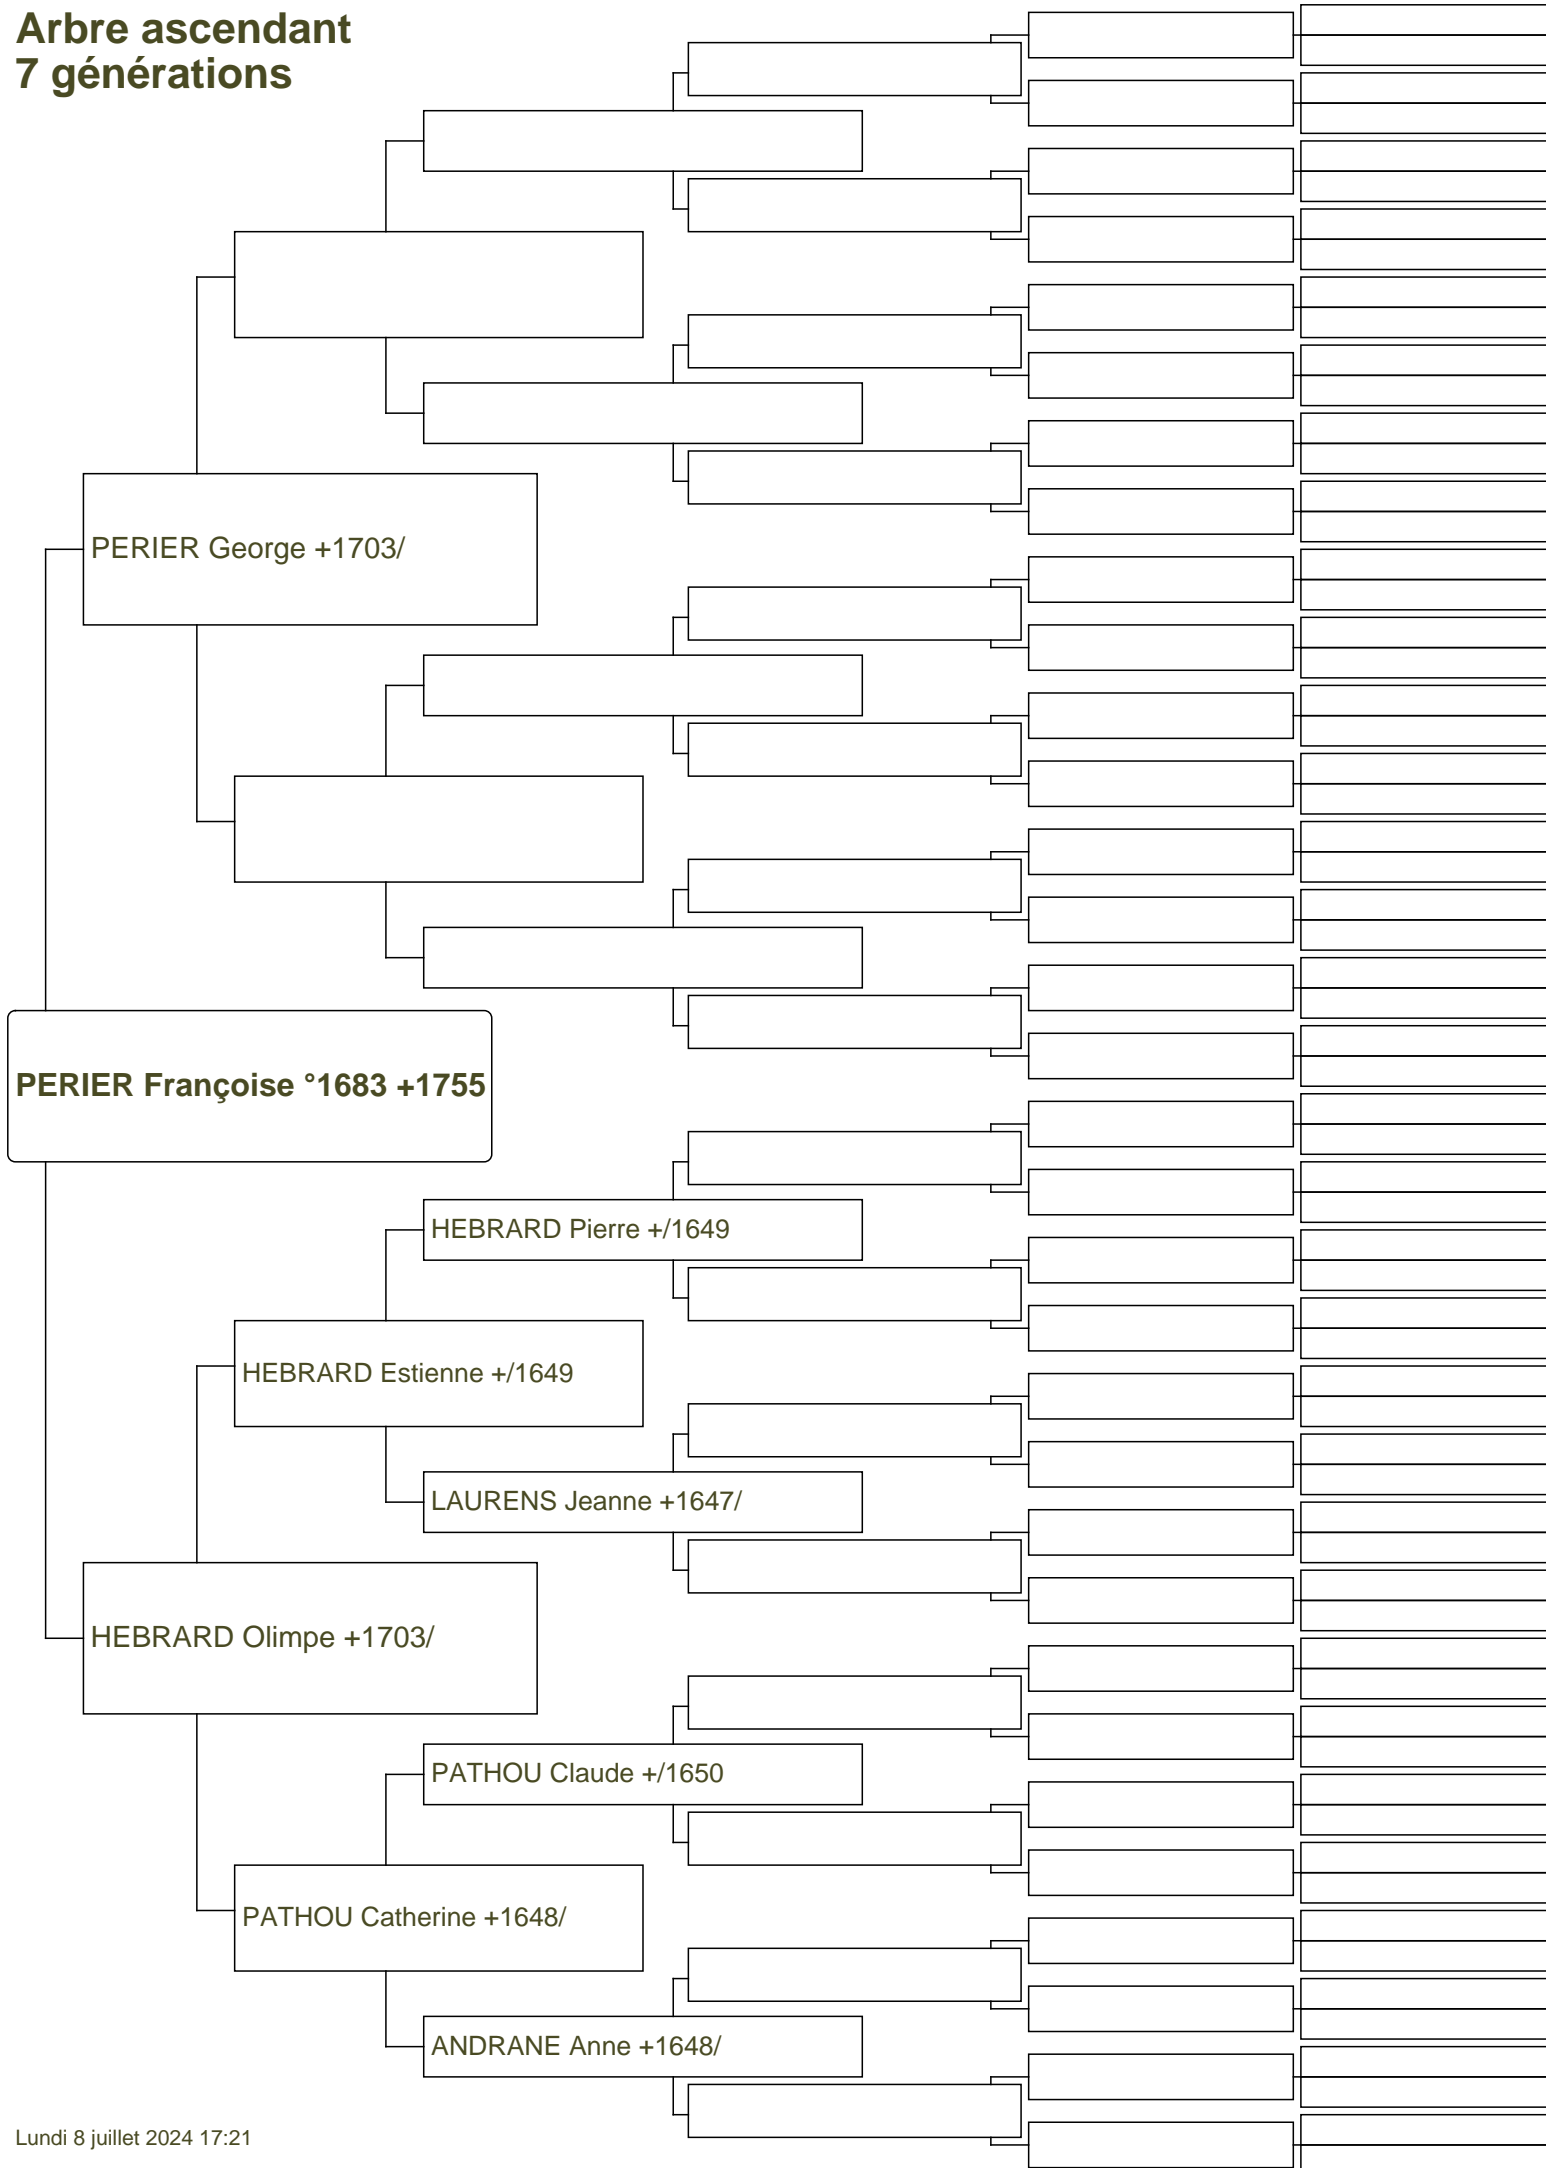 Arbre ascendant
7 générations
PERIER George +1703/
PERIER Françoise °1683 +1755
HEBRARD Pierre +/1649
HEBRARD Estienne +/1649
LAURENS Jeanne +1647/
HEBRARD Olimpe +1703/
PATHOU Claude +/1650
PATHOU Catherine +1648/
ANDRANE Anne +1648/
Lundi 8 juillet 2024 17:21